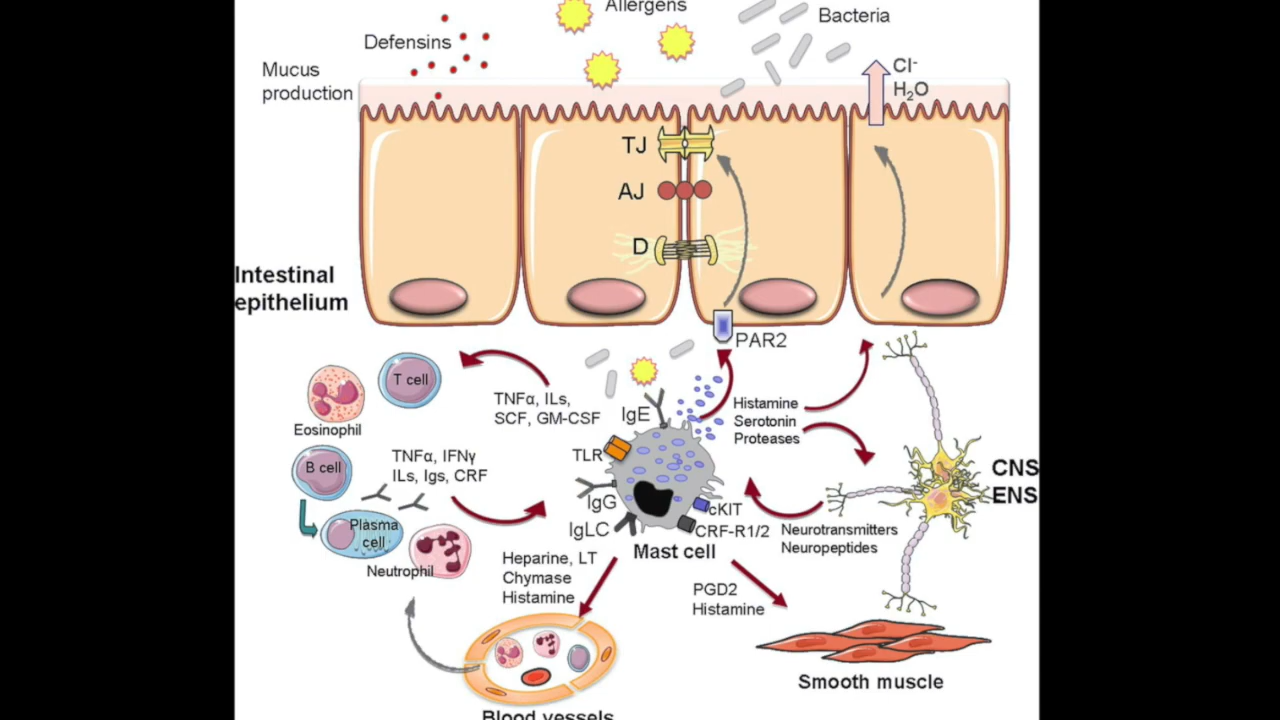 Allergens
Bacteria
Defensins
Mucus
production
Cl-
H2O
TJ
AJ
D
Intestinal
epithelium
PAR2
T cell
Eosinophil
TNFα, ILs,
SCF, GM-CSF
IgE
Histamine
Serotonin
Proteases
B cell
TNFα, IFNγ
ILs, Igs, CRF
TLR
IgG
IgLC
cKIT
CRF-R1/2
Mast cell
CNS
ENS
Neurotransmitters
Neuropeptides
Plasma
cell
Neutrophil
Heparine, LT
Chymase
Histamine
PGD2
Histamine
Smooth muscle
Blood vessels